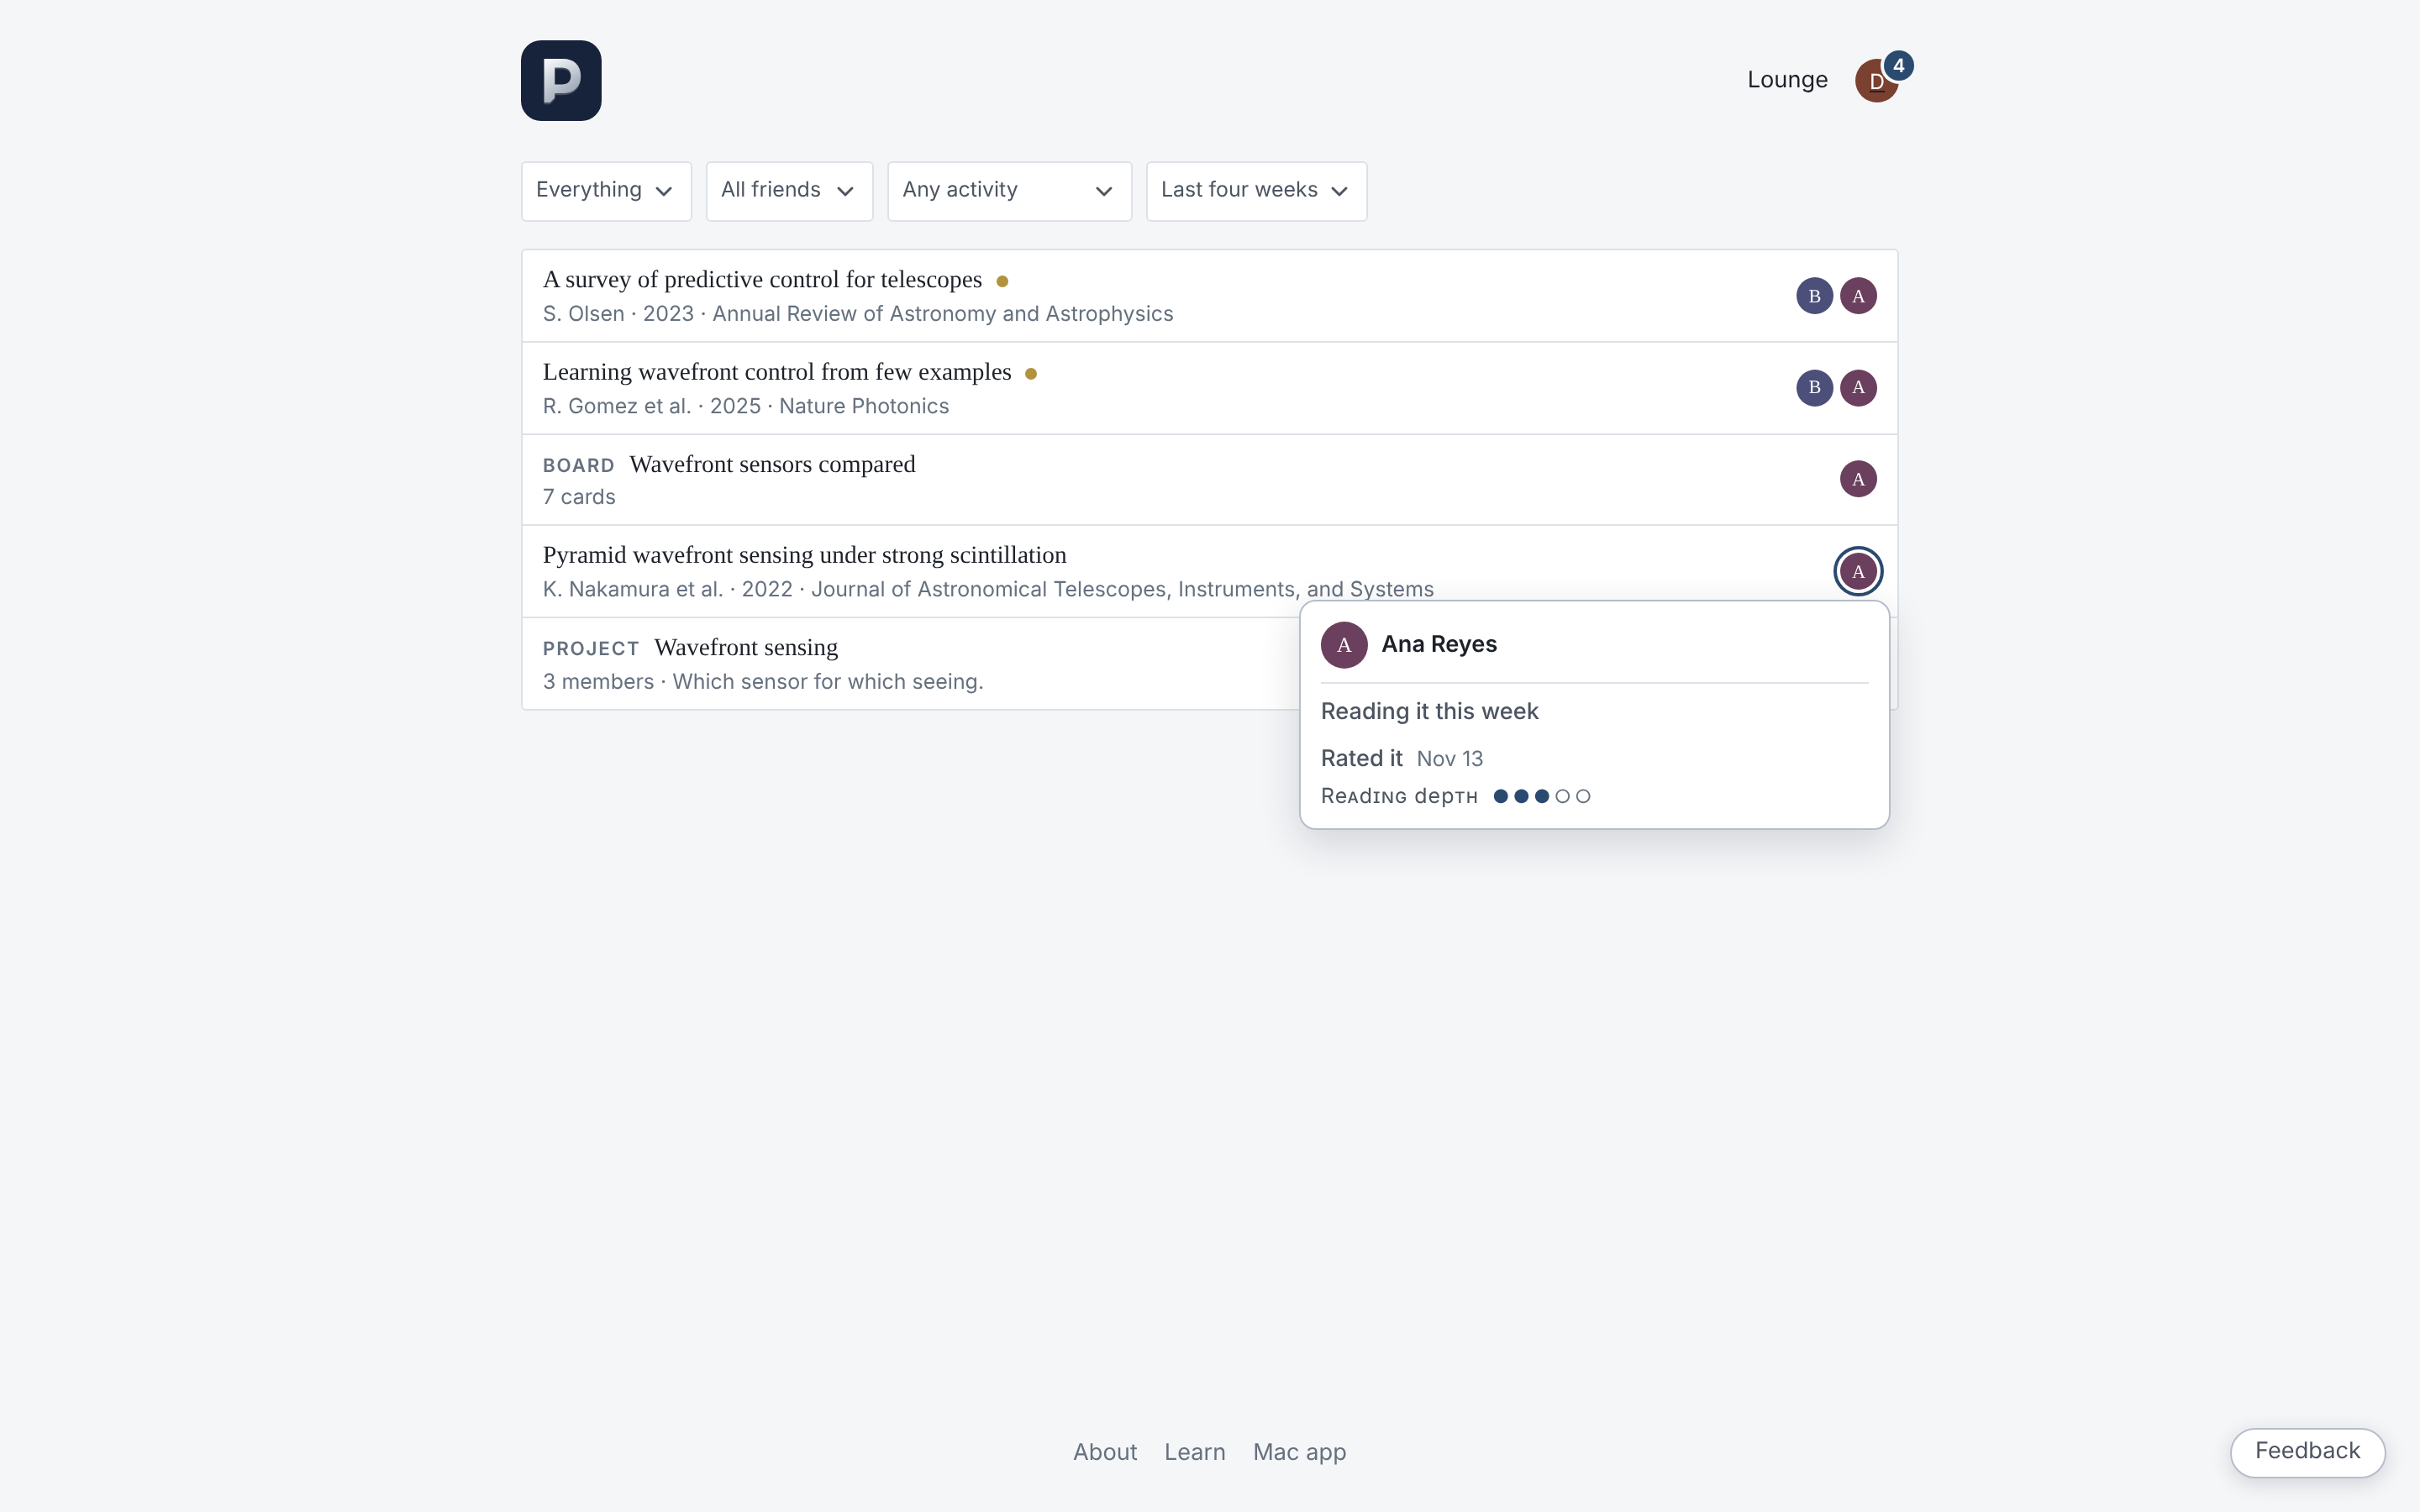 P
Lounge D 4
Everything All friends Any activity Last four weeks
A survey of predictive control for telescopes
S. Olsen · 2023 · Annual Review of Astronomy and Astrophysics
B A
Learning wavefront control from few examples
R. Gomez et al. · 2025 · Nature Photonics
B A
BOARD Wavefront sensors compared
7 cards
A
Pyramid wavefront sensing under strong scintillation
K. Nakamura et al. · 2022 · Journal of Astronomical Telescopes, Instruments, and Systems
A
PROJECT Wavefront sensing
3 members · Which sensor for which seeing.
A Ana Reyes
Reading it this week
Rated it Nov 13
Reᴀdɪɴɢ depᴛʜ
About Learn Mac app
Feedback